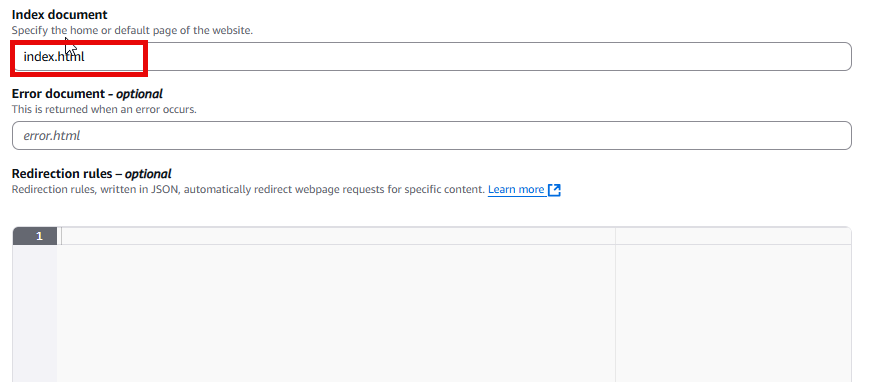 Index document
Specify the home or default page of the website.
index.html
Error document - optional
This is returned when an error occurs.
error.html
Redirection rules – optional
Redirection rules, written in JSON, automatically redirect webpage requests for specific content. Learn more
1